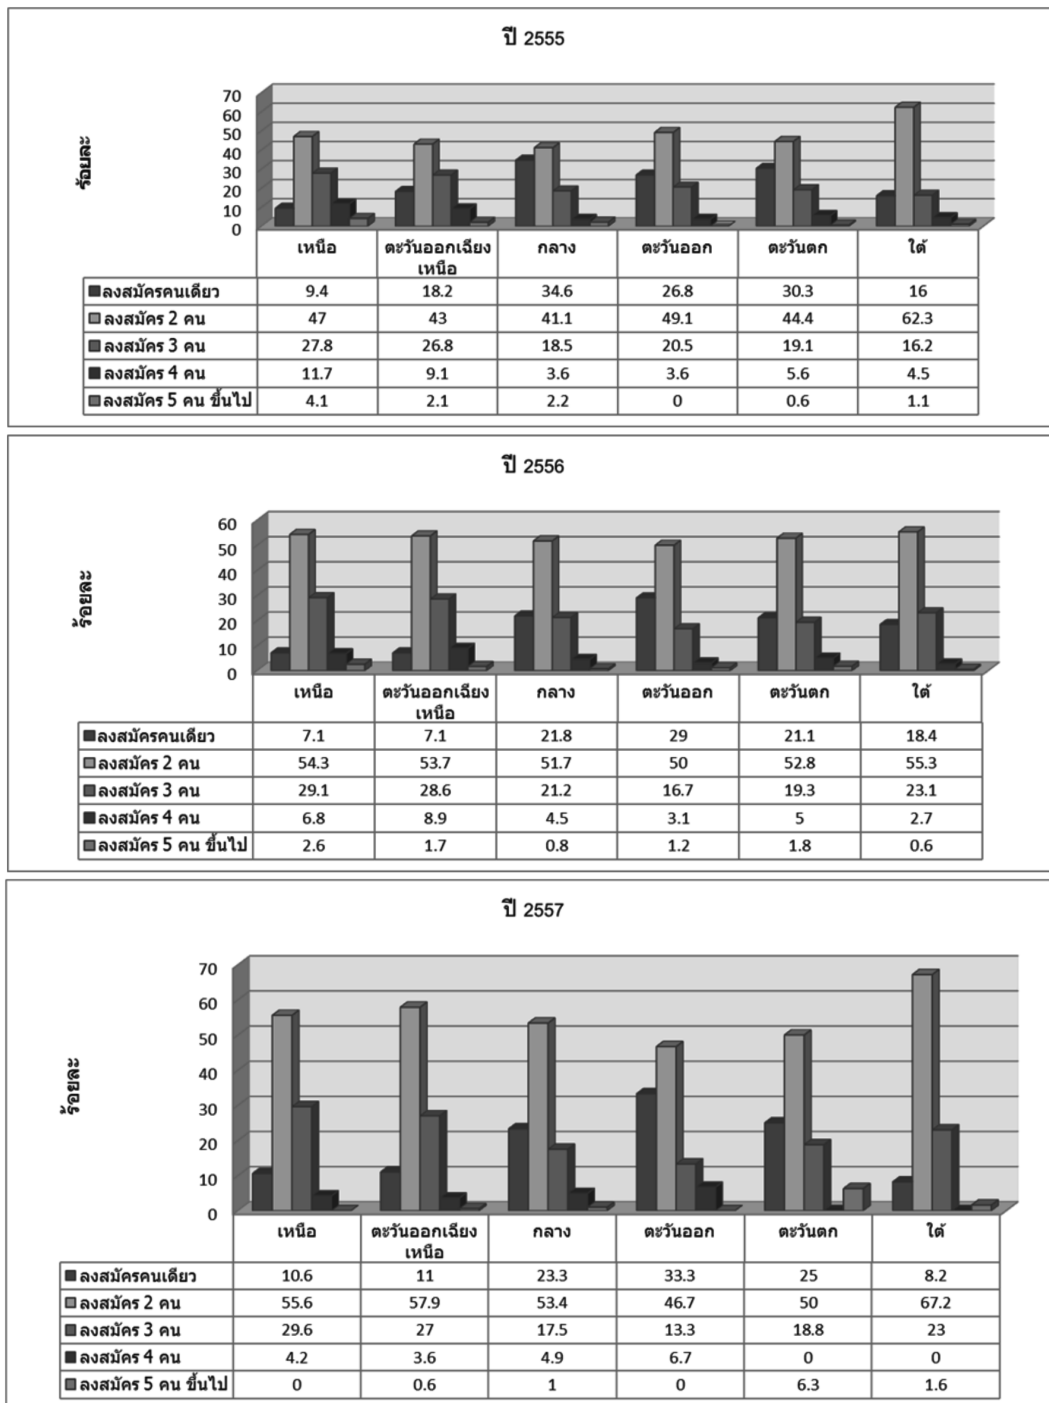 ปี 2555
ร้อยละ
70
60
50
40
30
20
10
0
เหนือ ตะวันออกเฉียง กลาง ตะวันออก ตะวันตก ใต้
เหนือ
ลงสมัครคนเดียว 9.4 18.2 34.6 26.8 30.3 16
ลงสมัคร 2 คน 47 43 41.1 49.1 44.4 62.3
ลงสมัคร 3 คน 27.8 26.8 18.5 20.5 19.1 16.2
ลงสมัคร 4 คน 11.7 9.1 3.6 3.6 5.6 4.5
ลงสมัคร 5 คน ขึ้นไป 4.1 2.1 2.2 0 0.6 1.1
ปี 2556
ร้อยละ
60
50
40
30
20
10
0
เหนือ ตะวันออกเฉียง กลาง ตะวันออก ตะวันตก ใต้
เหนือ
ลงสมัครคนเดียว 7.1 7.1 21.8 29 21.1 18.4
ลงสมัคร 2 คน 54.3 53.7 51.7 50 52.8 55.3
ลงสมัคร 3 คน 29.1 28.6 21.2 16.7 19.3 23.1
ลงสมัคร 4 คน 6.8 8.9 4.5 3.1 5 2.7
ลงสมัคร 5 คน ขึ้นไป 2.6 1.7 0.8 1.2 1.8 0.6
ปี 2557
ร้อยละ
70
60
50
40
30
20
10
0
เหนือ ตะวันออกเฉียง กลาง ตะวันออก ตะวันตก ใต้
เหนือ
ลงสมัครคนเดียว 10.6 11 23.3 33.3 25 8.2
ลงสมัคร 2 คน 55.6 57.9 53.4 46.7 50 67.2
ลงสมัคร 3 คน 29.6 27 17.5 13.3 18.8 23
ลงสมัคร 4 คน 4.2 3.6 4.9 6.7 0 0
ลงสมัคร 5 คน ขึ้นไป 0 0.6 1 0 6.3 1.6